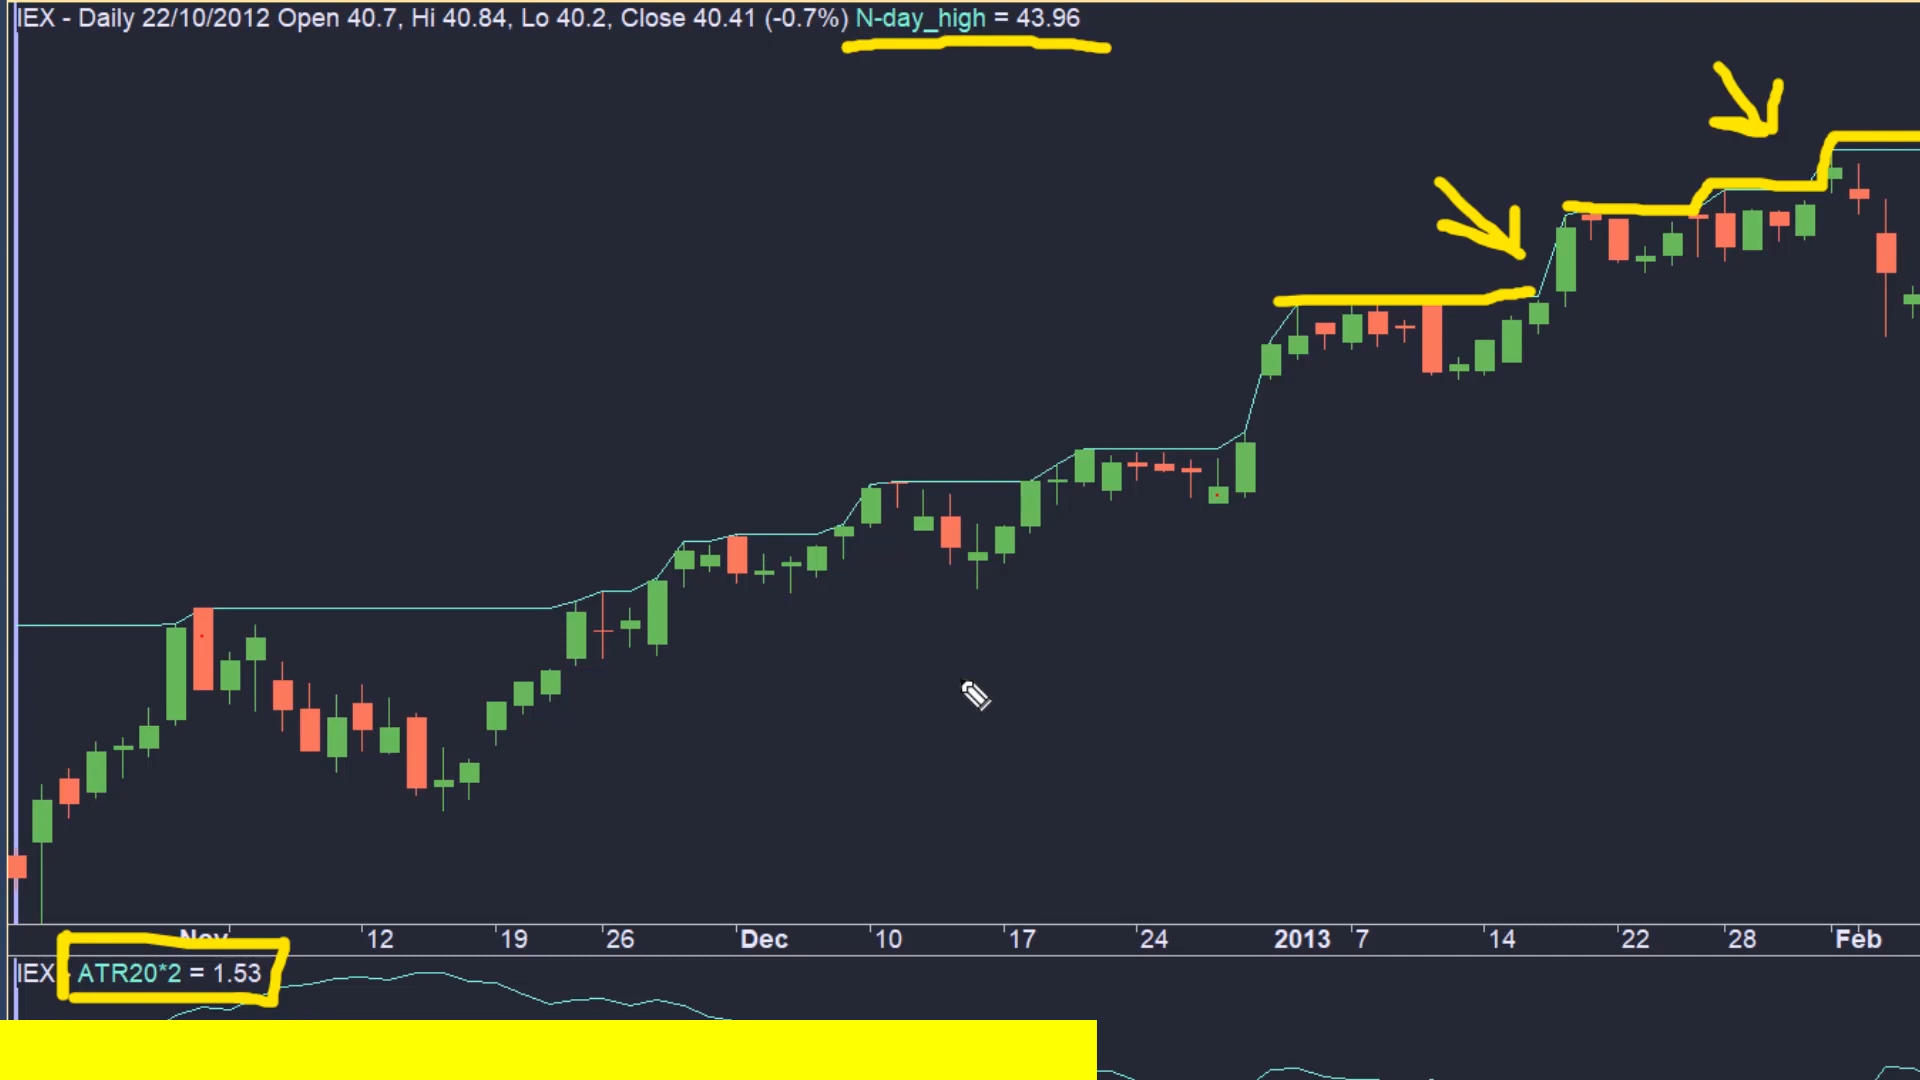 IEX - Daily 22/10/2012 Open 40.7, Hi 40.84, Lo 40.2, Close 40.41 (-0.7%) N-day_high = 43.96
Nov 12 19 26 Dec 10 17 24 2013 7 14 22 28 Feb
IEX - ATR20*2 = 1.53